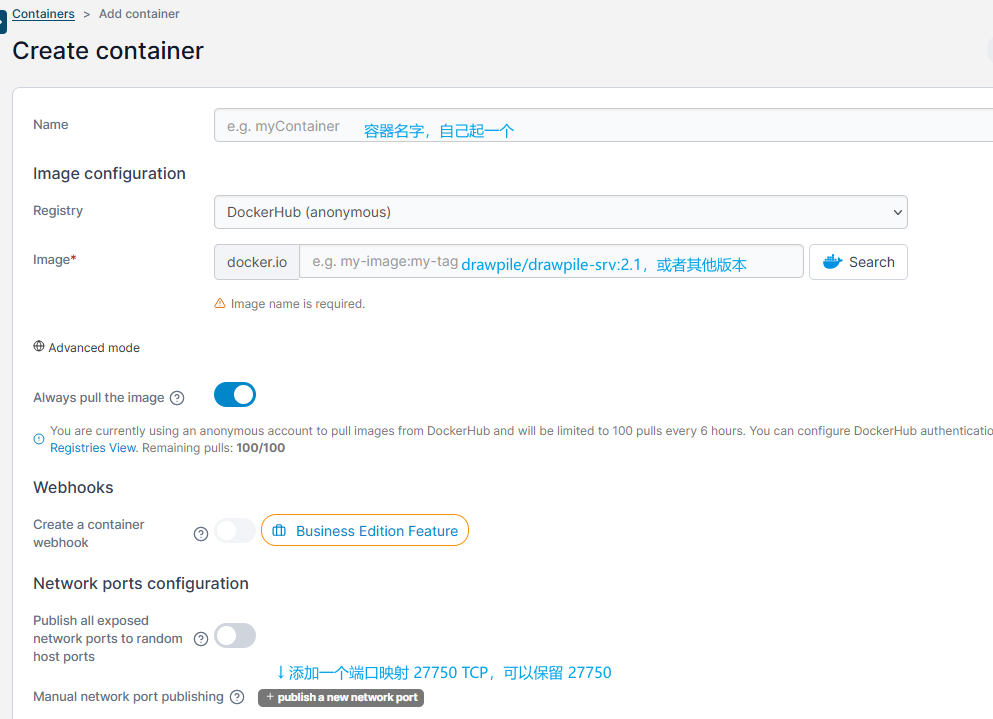 Containers > Add container
Create container
Name
e.g. myContainer 容器名字，自己起一个
Image configuration
Registry
DockerHub (anonymous)
Image*
docker.io e.g. my-image:my-tag drawpile/drawpile-srv:2.1，或者其他版本 Search
Image name is required.
Advanced mode
Always pull the image
You are currently using an anonymous account to pull images from DockerHub and will be limited to 100 pulls every 6 hours. You can configure DockerHub authenticatio
Registries View. Remaining pulls: 100/100
Webhooks
Create a container
webhook
Business Edition Feature
Network ports configuration
Publish all exposed
network ports to random
host ports
↓添加一个端口映射 27750 TCP，可以保留 27750
Manual network port publishing + publish a new network port